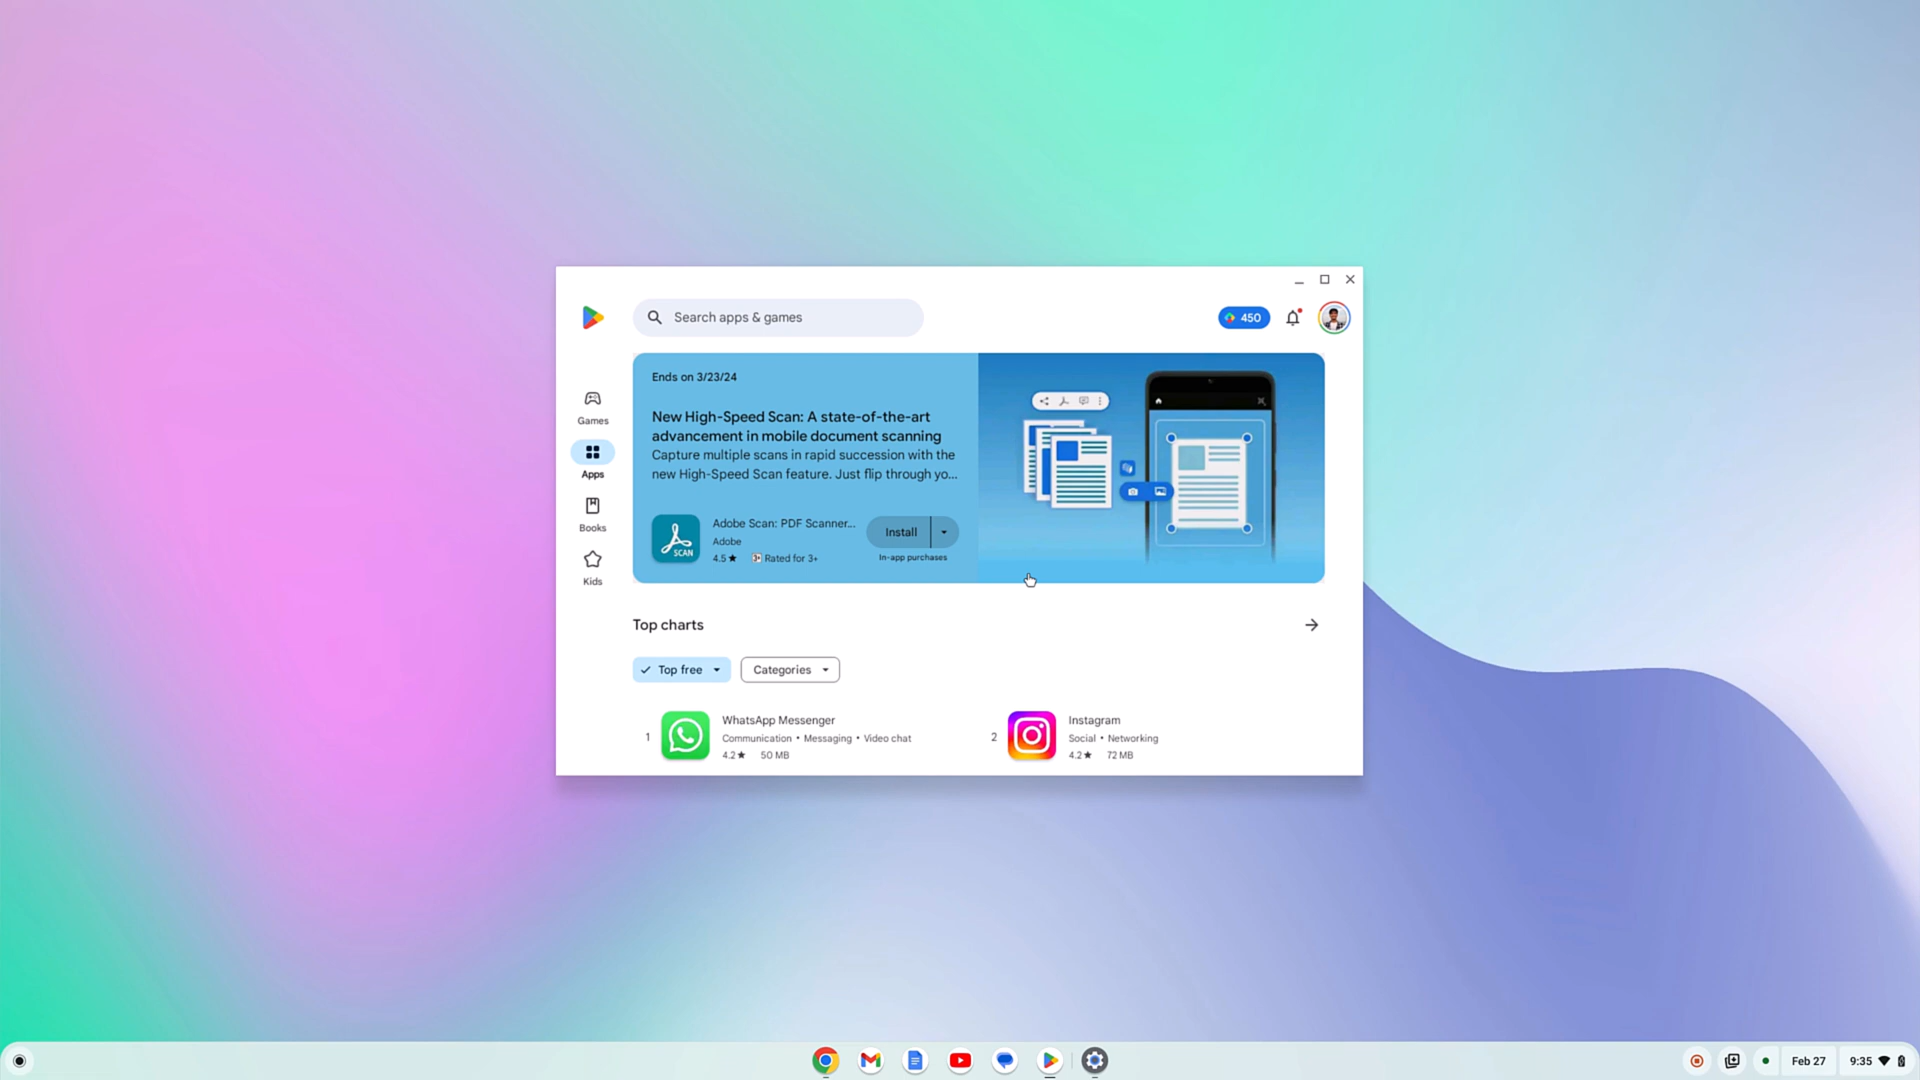 Search apps & games
450
Ends on 3/23/24
New High-Speed Scan: A state-of-the-art
advancement in mobile document scanning
Capture multiple scans in rapid succession with the
new High-Speed Scan feature. Just flip through yo...
Adobe Scan: PDF Scanner...
Adobe
4.5★ 3+ Rated for 3+
SCAN
Install
In-app purchases
Games
Apps
Books
Kids
Top charts
Top free
Categories
1
WhatsApp Messenger
Communication • Messaging • Video chat
4.2★ 50 MB
2
Instagram
Social • Networking
4.2★ 72 MB
Feb 27
9:35